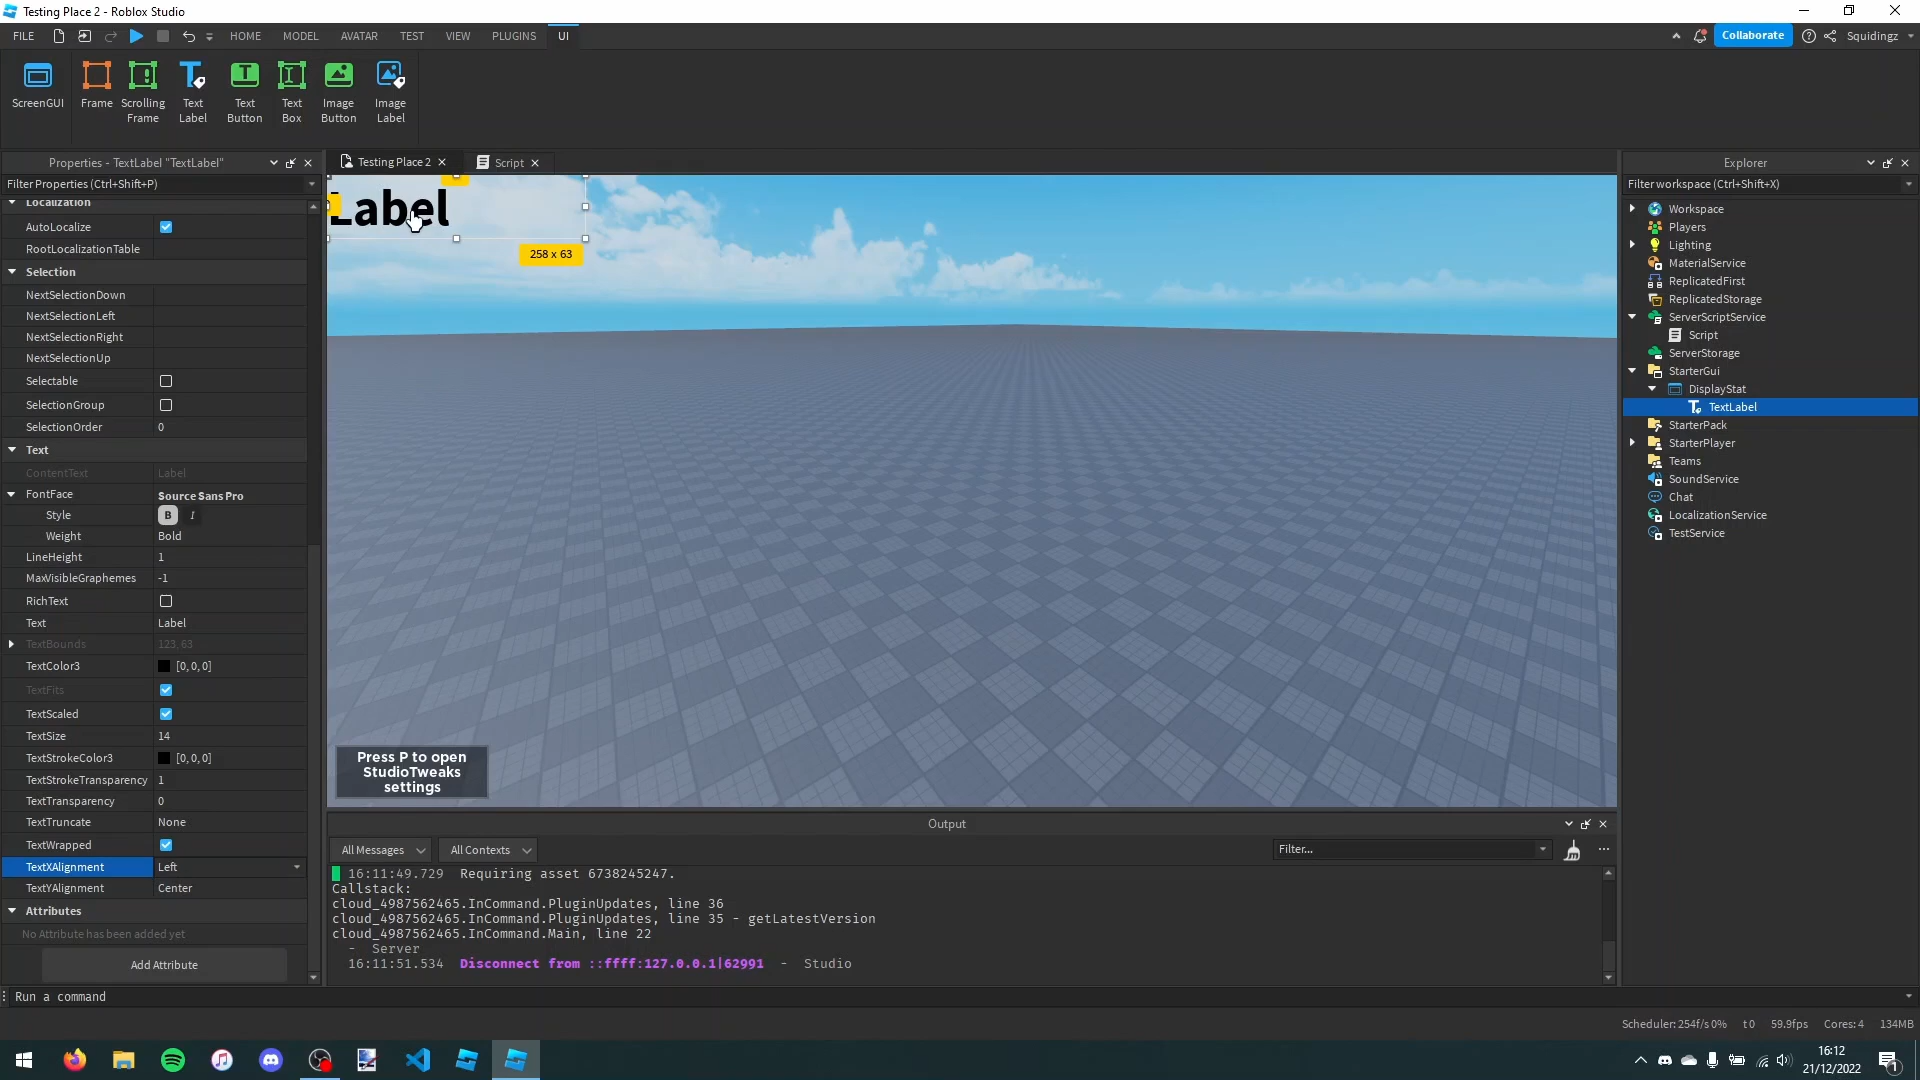 Testing Place 2 - Roblox Studio
FILE
HOME
MODEL
AVATAR
TEST
VIEW
PLUGINS
UI
Collaborate
Squidingz
ScreenGUI
Frame
Scrolling
Frame
Text
Label
Text
Button
Text
Box
Image
Button
Image
Label
Properties - TextLabel "TextLabel"
Filter Properties (Ctrl+Shift+P)
Localization
AutoLocalize
RootLocalizationTable
Selection
NextSelectionDown
NextSelectionLeft
NextSelectionRight
NextSelectionUp
Selectable
SelectionGroup
SelectionOrder 0
Text
ContentText Label
FontFace Source Sans Pro
Style B I
Weight Bold
LineHeight 1
MaxVisibleGraphemes -1
RichText
Text Label
TextBounds 123, 63
TextColor3 [0, 0, 0]
TextFits
TextScaled
TextSize 14
TextStrokeColor3 [0, 0, 0]
TextStrokeTransparency 1
TextTransparency 0
TextTruncate None
TextWrapped
TextXAlignment Left
TextYAlignment Center
Attributes
No Attribute has been added yet
Add Attribute
Testing Place 2
Script
Label
258 x 63
Press P to open
StudioTweaks
settings
Output
All Messages
All Contexts
Filter...
16:11:49.729 Requiring asset 6738245247.
Callstack:
cloud_4987562465.InCommand.PluginUpdates, line 36
cloud_4987562465.InCommand.PluginUpdates, line 35 - getLatestVersion
cloud_4987562465.InCommand.Main, line 22
- Server
16:11:51.534 Disconnect from ::ffff:127.0.0.1|62991 - Studio
Explorer
Filter workspace (Ctrl+Shift+X)
Workspace
Players
Lighting
MaterialService
ReplicatedFirst
ReplicatedStorage
ServerScriptService
Script
ServerStorage
StarterGui
DisplayStat
TextLabel
StarterPack
StarterPlayer
Teams
SoundService
Chat
LocalizationService
TestService
Run a command
Scheduler: 254f/s 0% t 0 59.9fps Cores: 4 134MB
16:12
21/12/2022
1